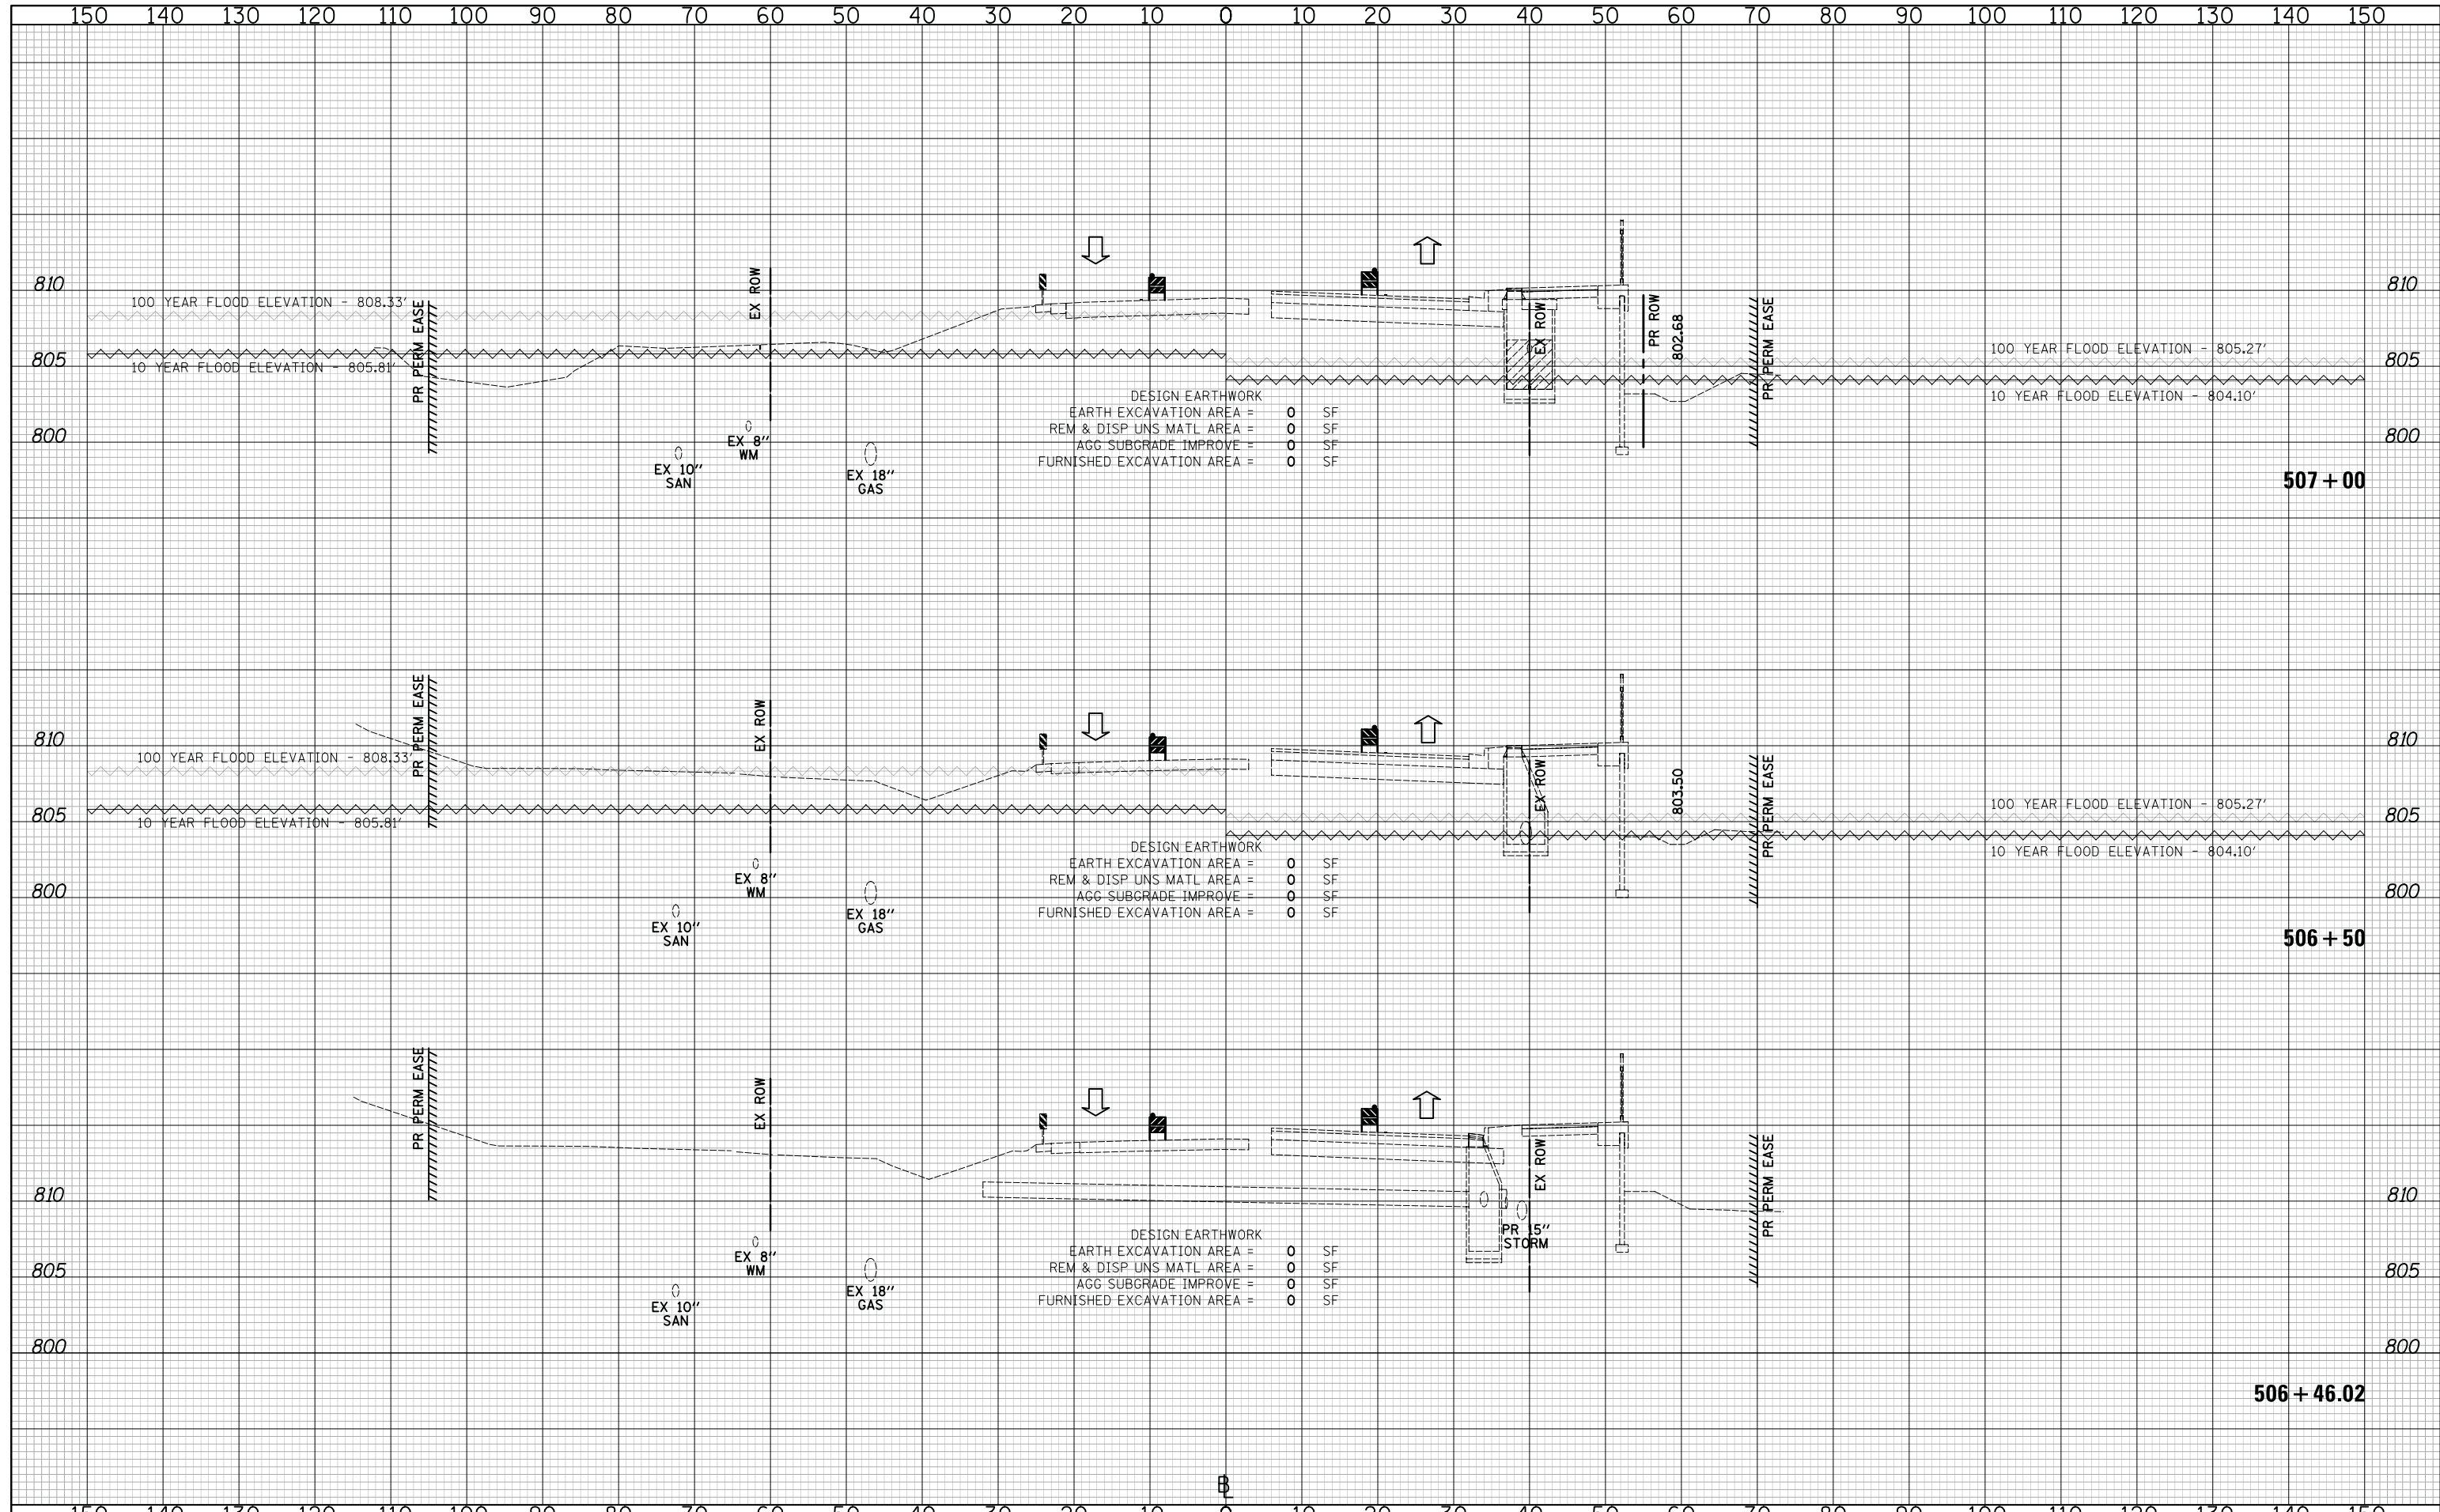 150 140 130 120 110 100 90 80 70 60 50 40 30 20 10 0 10 20 30 40 50 60 70 80 90 100 110 120 130 140 150
810 810
EX ROW
100 YEAR FLOOD ELEVATION - 808.33'
PR PERM EASE
EX ROW
PR ROW
802.68
PR PERM EASE
100 YEAR FLOOD ELEVATION - 805.27'
805 805
10 YEAR FLOOD ELEVATION - 805.81'
10 YEAR FLOOD ELEVATION - 804.10'
DESIGN EARTHWORK
EARTH EXCAVATION AREA = 0 SF
REM & DISP UNS MATL AREA = 0 SF
AGG SUBGRADE IMPROVE = 0 SF
FURNISHED EXCAVATION AREA = 0 SF
800 800
EX 8"
WM
EX 10"
SAN
EX 18"
GAS
507+00
PR PERM EASE
EX ROW
810 810
100 YEAR FLOOD ELEVATION - 808.33'
EX ROW
803.50
PR PERM EASE
100 YEAR FLOOD ELEVATION - 805.27'
805 805
10 YEAR FLOOD ELEVATION - 805.81'
10 YEAR FLOOD ELEVATION - 804.10'
DESIGN EARTHWORK
EARTH EXCAVATION AREA = 0 SF
REM & DISP UNS MATL AREA = 0 SF
AGG SUBGRADE IMPROVE = 0 SF
FURNISHED EXCAVATION AREA = 0 SF
EX 8"
WM
800 800
EX 18"
GAS
EX 10"
SAN
506+50
PR PERM EASE
EX ROW
EX ROW
PR PERM EASE
810 810
PR 15"
STORM
DESIGN EARTHWORK
EARTH EXCAVATION AREA = 0 SF
REM & DISP UNS MATL AREA = 0 SF
AGG SUBGRADE IMPROVE = 0 SF
FURNISHED EXCAVATION AREA = 0 SF
EX 8"
WM
805 805
EX 18"
GAS
EX 10"
SAN
800 800
506+46.02
BL
150 140 130 120 110 100 90 80 70 60 50 40 30 20 10 0 10 20 30 40 50 60 70 80 90 100 110 120 130 140 150